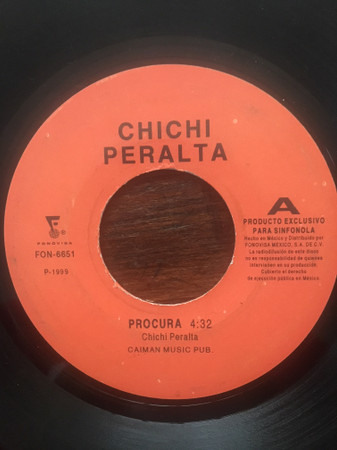 CHICHI
PERALTA
A
PRODUCTO EXCLUSIVO
PARA SINFONOLA
Hecho en México y Distribuido por
FONOVISA MEXICO, S.A. DE C.V.
La radiodifusión de este disco
no es responsabilidad de quienes
intervienen en su producción.
Cubierto el derecho
de ejecución pública en México.
FONOVISA
FON-6651
P-1999
PROCURA 4:32
Chichi Peralta
CAIMAN MUSIC PUB.